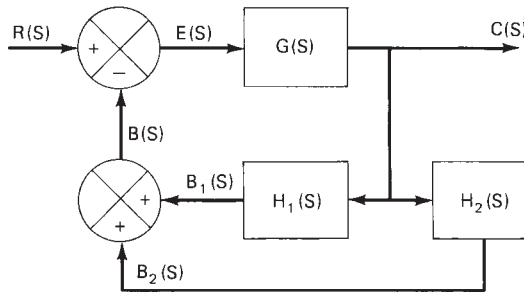 R(S)
+
−
E(S)
G(S)
C(S)
B(S)
B₁(S)
H₁(S)
H₂(S)
+
+
B₂(S)